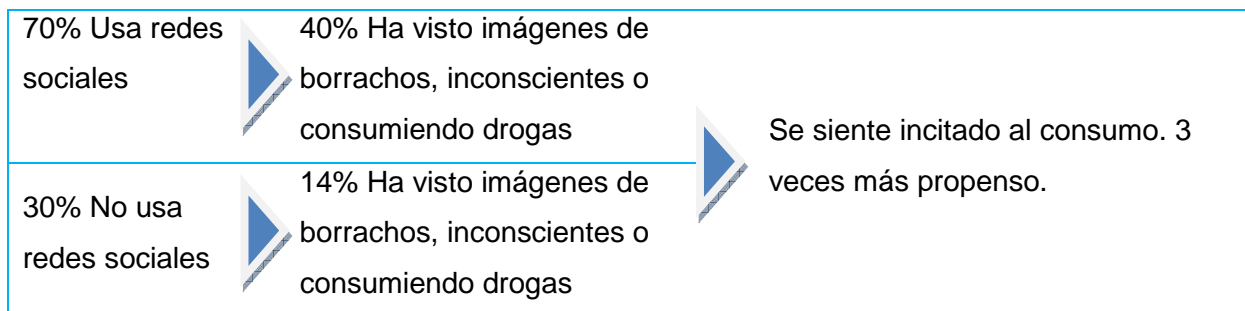 70% Usa redes
sociales
40% Ha visto imágenes de
borrachos, inconscientes o
consumiendo drogas
30% No usa
redes sociales
14% Ha visto imágenes de
borrachos, inconscientes o
consumiendo drogas
Se siente incitado al consumo. 3
veces más propenso.